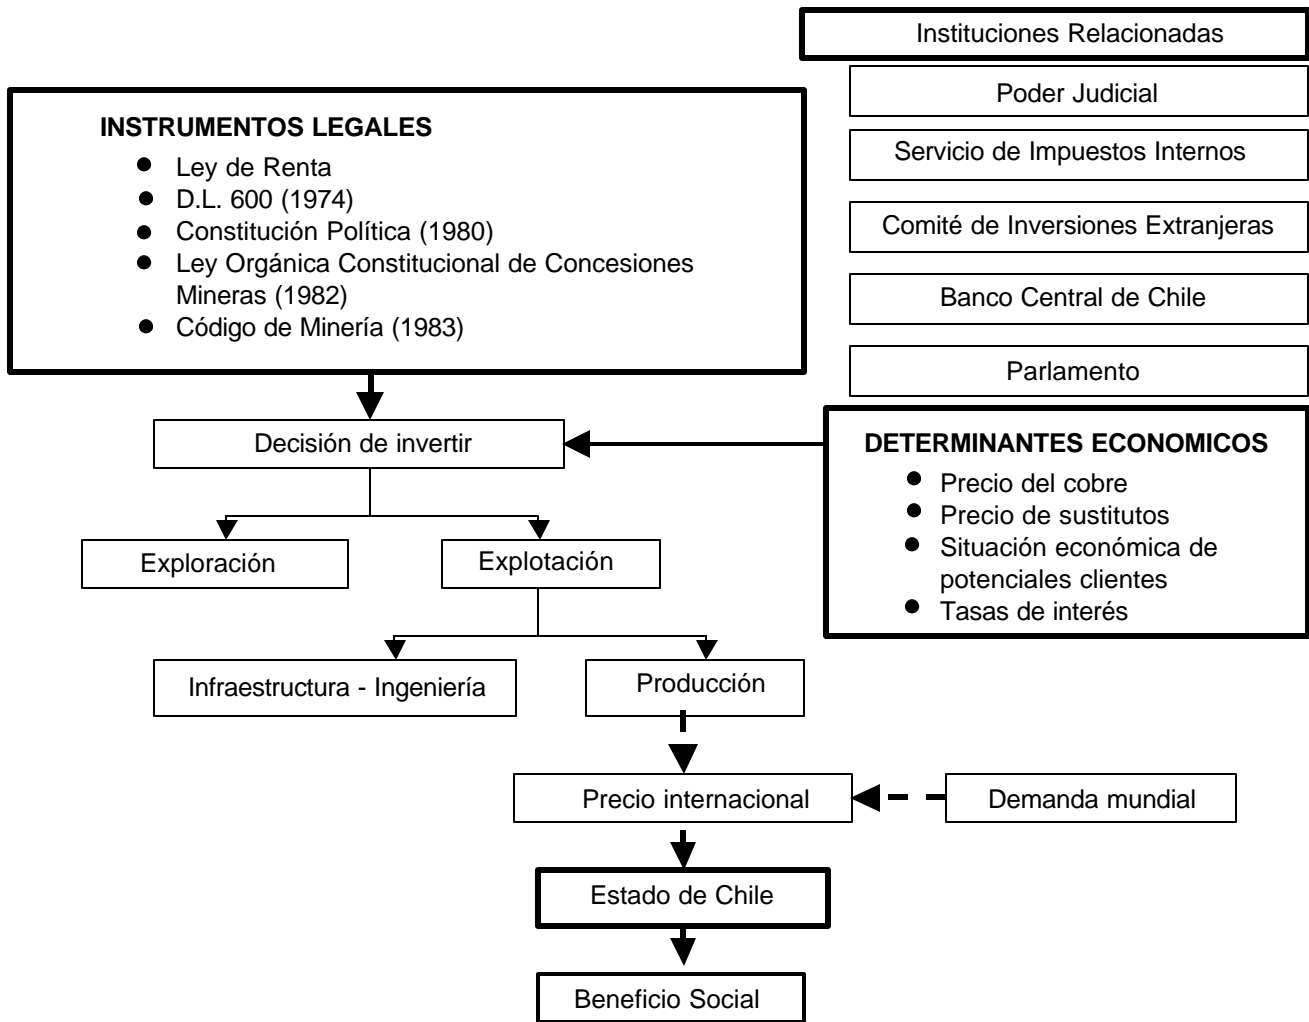 Instituciones Relacionadas
Poder Judicial
Servicio de Impuestos Internos
Comité de Inversiones Extranjeras
Banco Central de Chile
Parlamento
INSTRUMENTOS LEGALES
Ley de Renta
D.L. 600 (1974)
Constitución Política (1980)
Ley Orgánica Constitucional de Concesiones
Mineras (1982)
Código de Minería (1983)
Decisión de invertir
DETERMINANTES ECONOMICOS
Precio del cobre
Precio de sustitutos
Situación económica de
potenciales clientes
Tasas de interés
Exploración
Explotación
Infraestructura - Ingeniería
Producción
Precio internacional
Demanda mundial
Estado de Chile
Beneficio Social